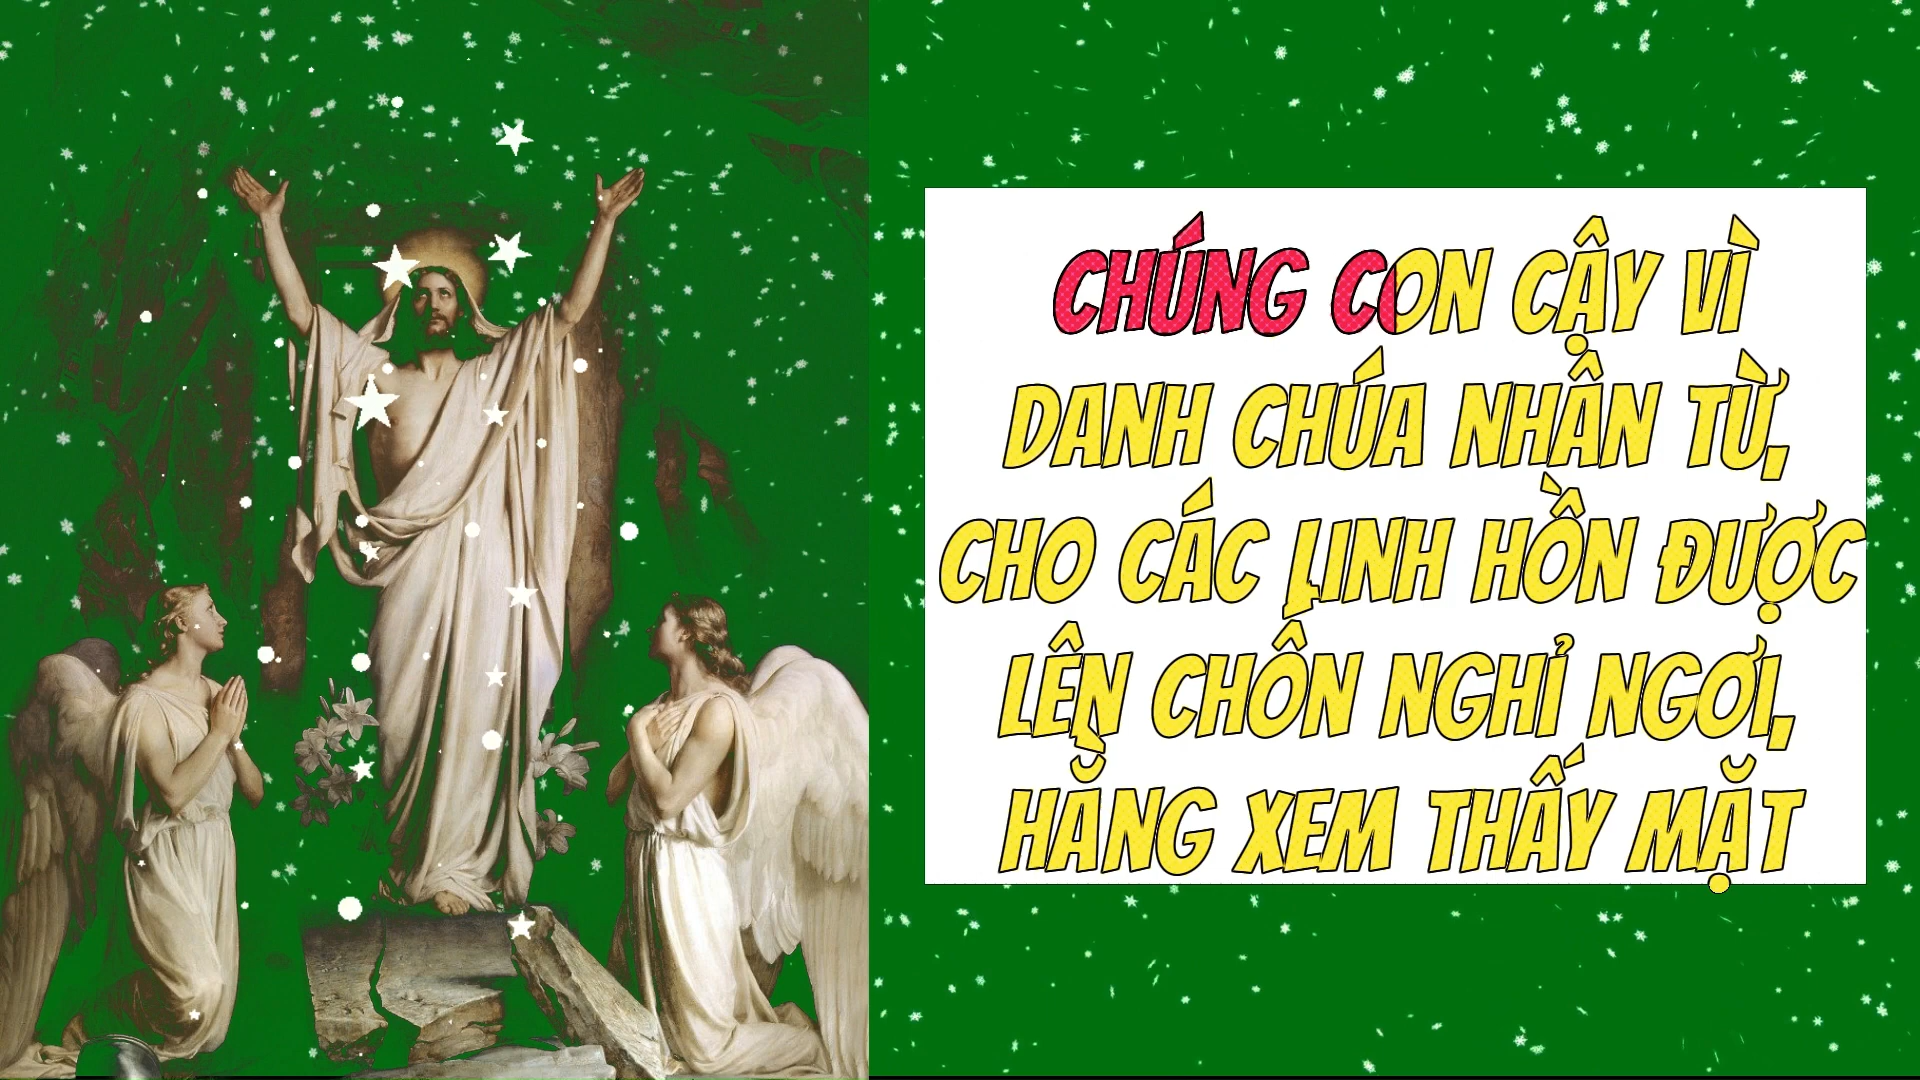 CHÚNG CON CẬY VÌ
DANH CHÚA NHÂN TỪ,
CHO CÁC LINH HỒN ĐƯỢC
LÊN CHỐN NGHỈ NGƠI,
HẰNG XEM THẤY MẶT